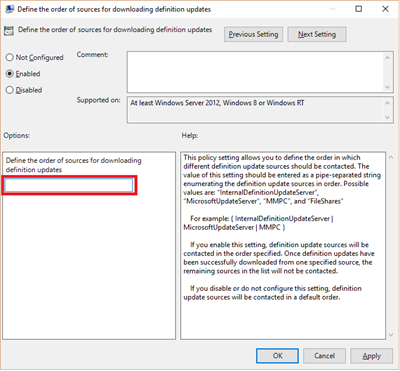 Define the order of sources for downloading definition updates
Define the order of sources for downloading definition updates
Previous Setting
Next Setting
Not Configured
Comment:
Enabled
Disabled
Supported on:
At least Windows Server 2012, Windows 8 or Windows RT
Options:
Help:
Define the order of sources for downloading
definition updates
This policy setting allows you to define the order in which
different definition update sources should be contacted. The
value of this setting should be entered as a pipe-separated string
enumerating the definition update sources in order. Possible
values are: "InternalDefinitionUpdateServer",
"MicrosoftUpdateServer", "MMPC", and "FileShares"
For example: { InternalDefinitionUpdateServer |
MicrosoftUpdateServer | MMPC }
If you enable this setting, definition update sources will be
contacted in the order specified. Once definition updates have
been successfully downloaded from one specified source, the
remaining sources in the list will not be contacted.
If you disable or do not configure this setting, definition
update sources will be contacted in a default order.
OK
Cancel
Apply